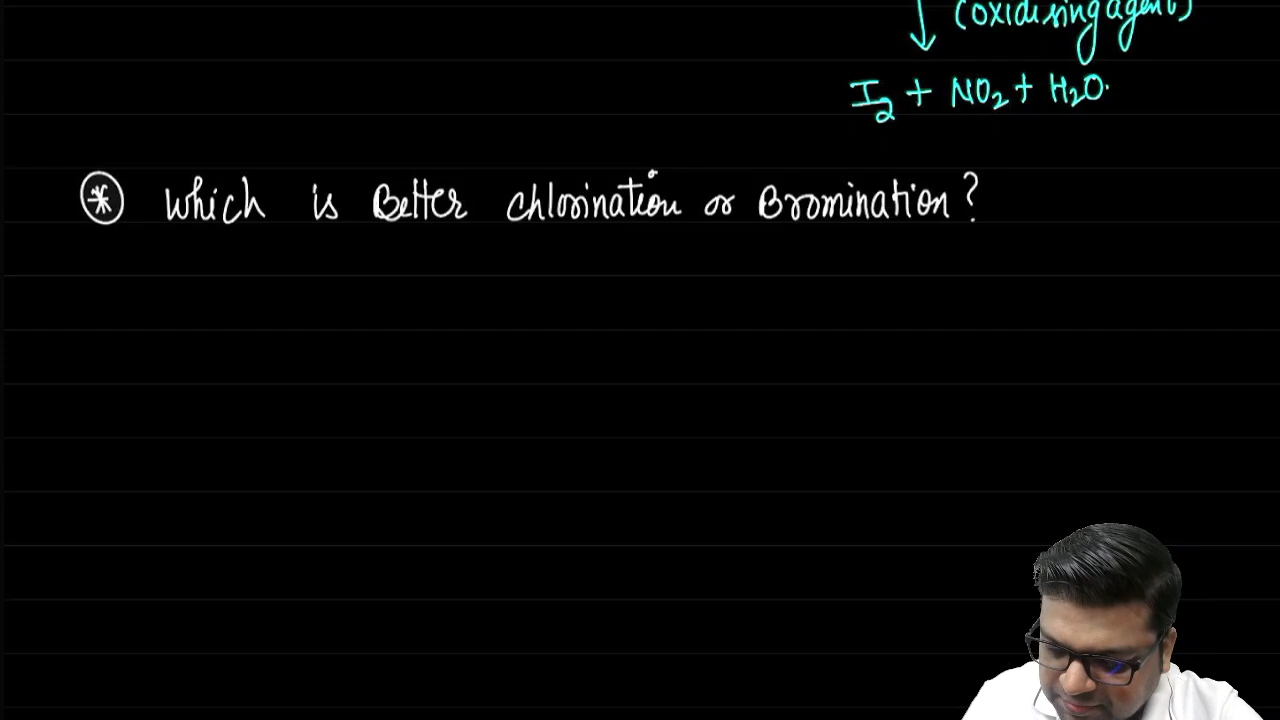 (oxidising agent)
I2 + NO2 + H2O.
* Which is Better Chlorination or Bromination?